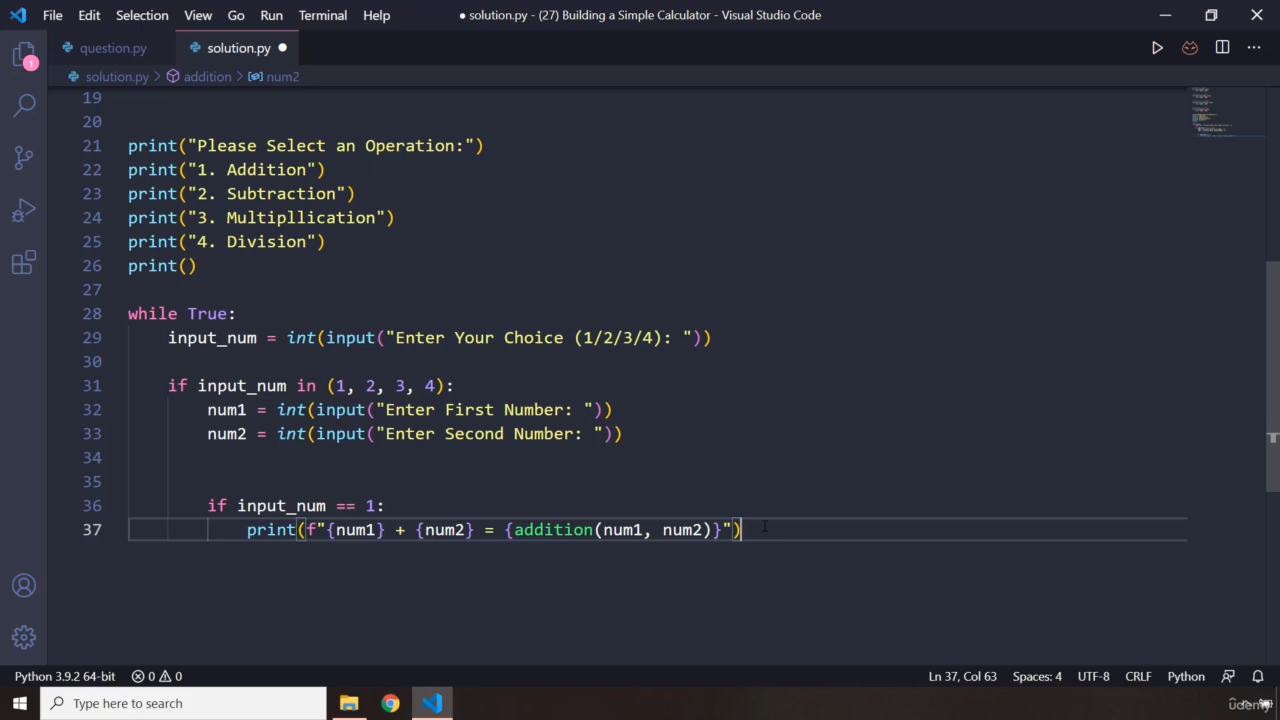 File Edit Selection View Go Run Terminal Help
● solution.py - (27) Building a Simple Calculator - Visual Studio Code
question.py solution.py ●
solution.py > addition > num2
1
19
20
21 print("Please Select an Operation:")
22 print("1. Addition")
23 print("2. Subtraction")
24 print("3. Multipllication")
25 print("4. Division")
26 print()
27
28 while True:
29 input_num = int(input("Enter Your Choice (1/2/3/4): "))
30
31 if input_num in (1, 2, 3, 4):
32 num1 = int(input("Enter First Number: "))
33 num2 = int(input("Enter Second Number: "))
34
35
36 if input_num == 1:
37 print(f"{num1} + {num2} = {addition(num1, num2)}")
Python 3.9.2 64-bit 0 0 Ln 37, Col 63 Spaces: 4 UTF-8 CRLF Python
Type here to search
udemy